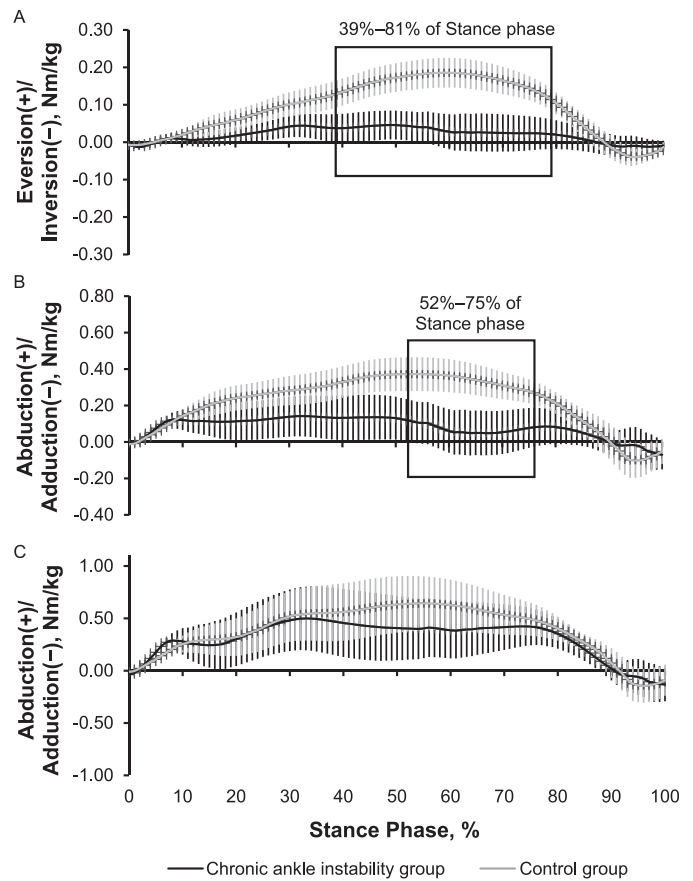 A
39%–81% of Stance phase
Eversion(+)/
Inversion(−), Nm/kg
0.30
0.20
0.10
0.00
-0.10
-0.20
-0.30
B
52%–75% of
Stance phase
Abduction(+)/
Adduction(−), Nm/kg
0.80
0.60
0.40
0.20
0.00
-0.20
-0.40
C
Abduction(+)/
Adduction(−), Nm/kg
1.00
0.50
0.00
-0.50
-1.00
0 10 20 30 40 50 60 70 80 90 100
Stance Phase, %
Chronic ankle instability group Control group